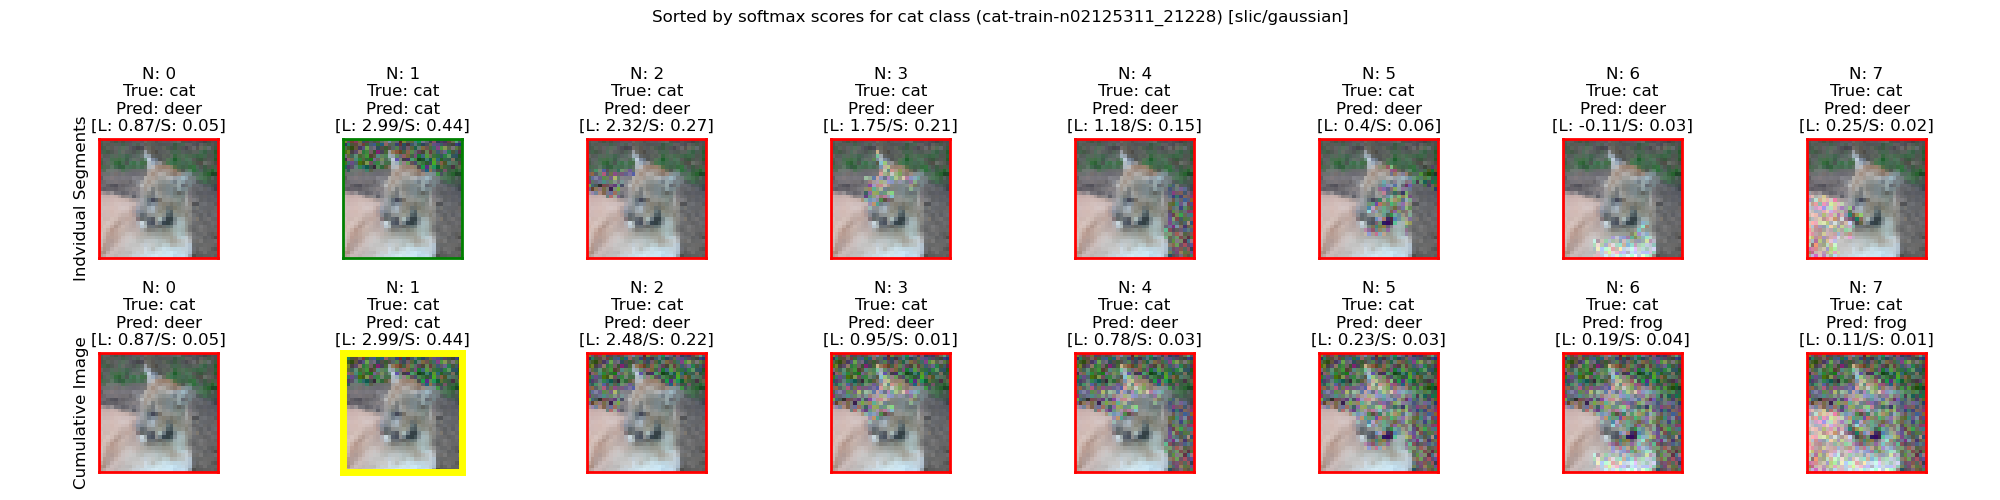 Sorted by softmax scores for cat class (cat-train-n02125311_21228) [slic/gaussian]
Indvidual Segments
N: 0
True: cat
Pred: deer
[L: 0.87/S: 0.05]
N: 1
True: cat
Pred: cat
[L: 2.99/S: 0.44]
N: 2
True: cat
Pred: deer
[L: 2.32/S: 0.27]
N: 3
True: cat
Pred: deer
[L: 1.75/S: 0.21]
N: 4
True: cat
Pred: deer
[L: 1.18/S: 0.15]
N: 5
True: cat
Pred: deer
[L: 0.4/S: 0.06]
N: 6
True: cat
Pred: deer
[L: -0.11/S: 0.03]
N: 7
True: cat
Pred: deer
[L: 0.25/S: 0.02]
Cumulative Image
N: 0
True: cat
Pred: deer
[L: 0.87/S: 0.05]
N: 1
True: cat
Pred: cat
[L: 2.99/S: 0.44]
N: 2
True: cat
Pred: deer
[L: 2.48/S: 0.22]
N: 3
True: cat
Pred: deer
[L: 0.95/S: 0.01]
N: 4
True: cat
Pred: deer
[L: 0.78/S: 0.03]
N: 5
True: cat
Pred: deer
[L: 0.23/S: 0.03]
N: 6
True: cat
Pred: frog
[L: 0.19/S: 0.04]
N: 7
True: cat
Pred: frog
[L: 0.11/S: 0.01]